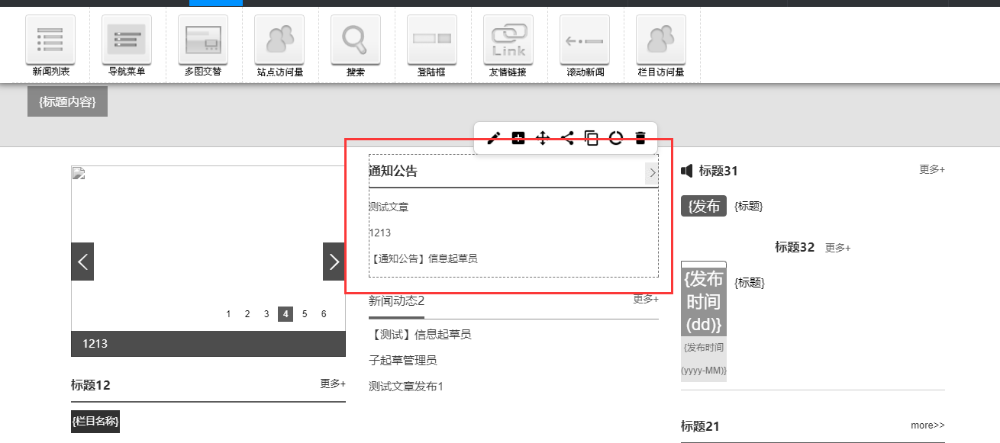 新闻列表
导航菜单
多图交替
站点访问量
搜索
登陆框
Link
友情链接
滚动新闻
栏目访问量
{标题内容}
1 2 3 4 5 6
1213
标题12 更多+
{栏目名称}
通知公告
测试文章
1213
【通知公告】信息起草员
新闻动态2 更多+
【测试】信息起草员
子起草管理员
测试文章发布1
标题31 更多+
{发布 {标题}
标题32 更多+
{发布
时间
(dd)}
{标题}
{发布时间
(yyyy-MM)}
标题21 more>>